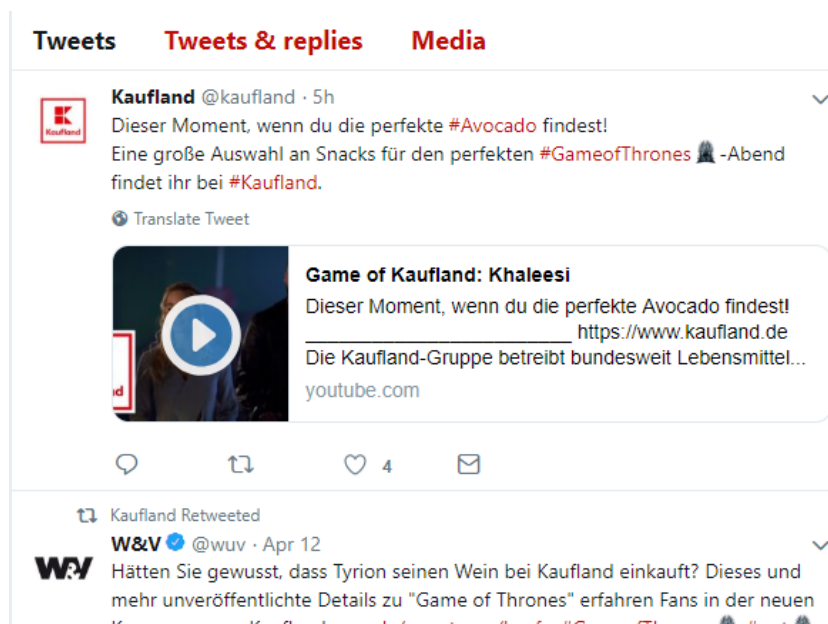 Tweets Tweets & replies Media
Kaufland @kaufland · 5h
Kaufland
Dieser Moment, wenn du die perfekte #Avocado findest!
Eine große Auswahl an Snacks für den perfekten #GameofThrones -Abend
findet ihr bei #Kaufland.
Translate Tweet
Game of Kaufland: Khaleesi
Dieser Moment, wenn du die perfekte Avocado findest!
__________________________ https://www.kaufland.de
Die Kaufland-Gruppe betreibt bundesweit Lebensmittel...
youtube.com
d
4
Kaufland Retweeted
W&V @wuv · Apr 12
W&V
Hätten Sie gewusst, dass Tyrion seinen Wein bei Kaufland einkauft? Dieses und
mehr unveröffentlichte Details zu "Game of Thrones" erfahren Fans in der neuen